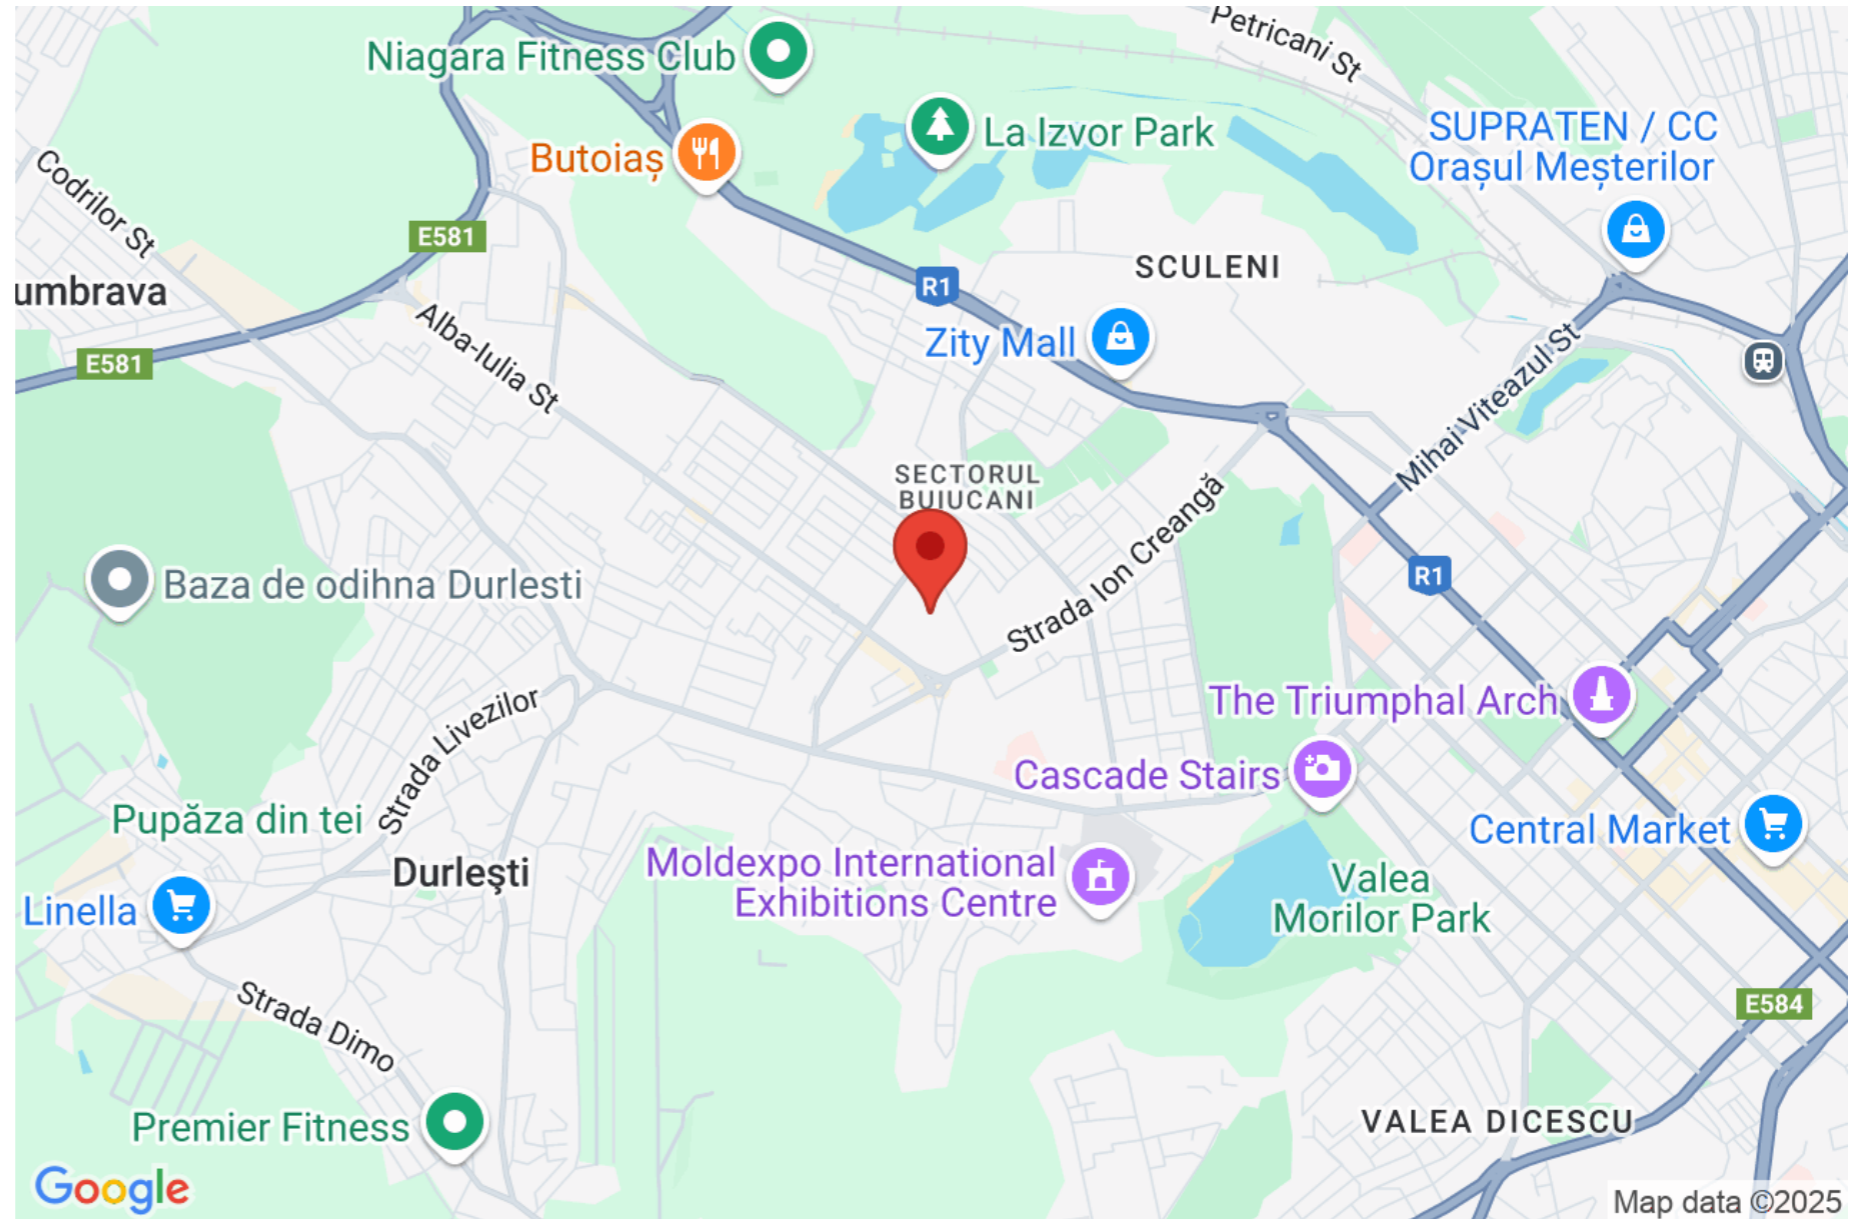 Petricani St
Niagara Fitness Club
La Izvor Park
SUPRATEN / CC
Orașul Meșterilor
Butoiaș
Codrilor St
E581
SCULENI
umbrava
R1
Alba-Iulia St
Zity Mall
E581
Mihai Viteazul St
SECTORUL
BUIUCANI
Strada Ion Creangă
R1
Baza de odihna Durlesti
Strada Livezilor
The Triumphal Arch
Cascade Stairs
Pupăza din tei
Central Market
Durleşti
Moldexpo International
Exhibitions Centre
Valea
Morilor Park
Linella
Strada Dimo
E584
Premier Fitness
VALEA DICESCU
Google
Map data ©2025